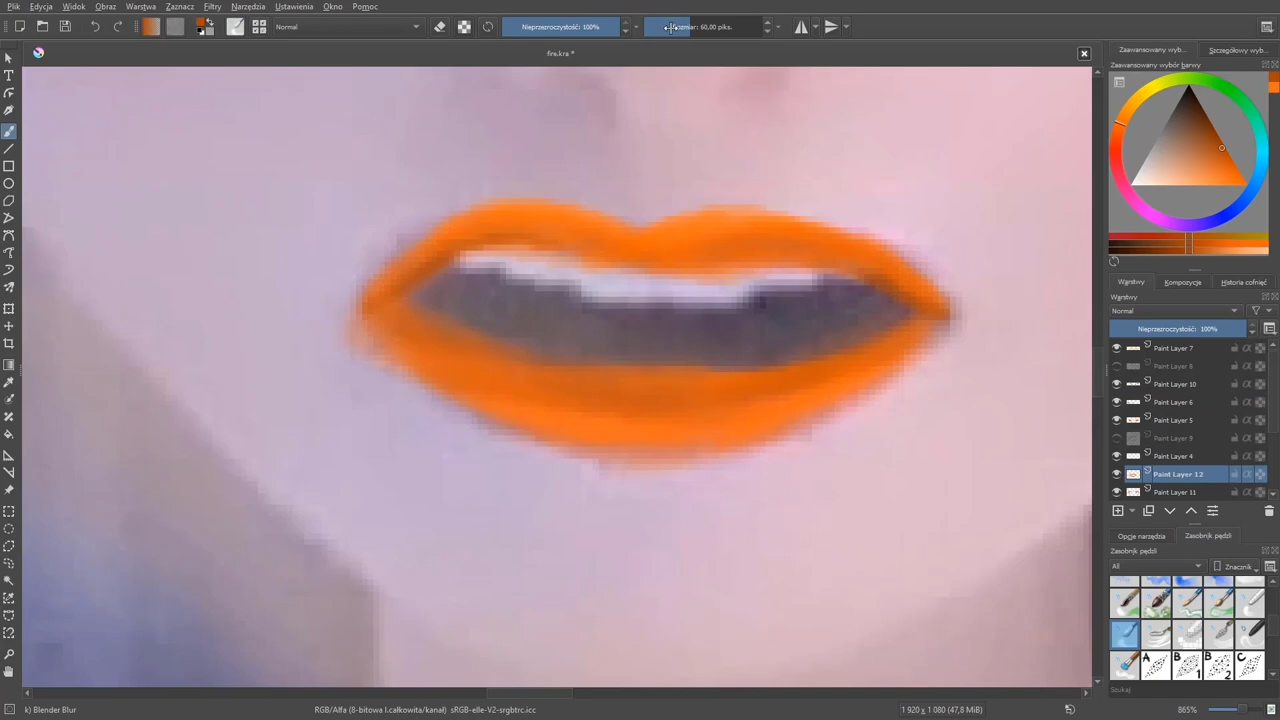 Plik Edycja Widok Obraz Warstwa Zaznacz Filtry Narzędzia Ustawienia Okno Pomoc
Normal
Nieprzezroczystość: 100%
60,00 piks.
fire.kra *
Zaawansowany wyb...
Szczegółowy wyb...
Zaawansowany wybór barwy
Warstwy
Kompozycje
Historia cofnięć
Warstwy
Normal
Nieprzezroczystość: 100%
Paint Layer 7
Paint Layer 8
Paint Layer 10
Paint Layer 6
Paint Layer 5
Paint Layer 9
Paint Layer 4
Paint Layer 12
Paint Layer 11
Opcje narzędzia
Zasobnik pędzli
Zasobnik pędzli
All
Znacznik
A B 1 B 2 C
Szukaj
k) Blender Blur
RGB/Alfa (8-bitowa l.całkowita/kanał) sRGB-elle-V2-srgbtrc.icc
1 920 x 1 080 (47,8 MiB)
865%